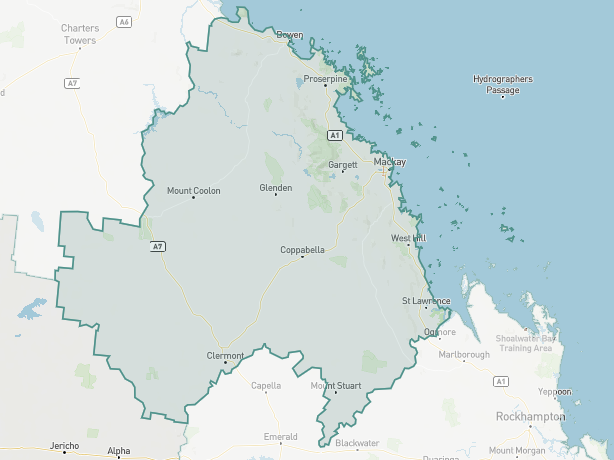 Charters
Towers
A6
Bowen
A7
d
Proserpine
Hydrographers
Passage
A1
Gargett
Mackay
Mount Coolon
Glenden
A7
Coppabella
West Hill
St Lawrence
Ogmore
Shoalwater Bay
Training Area
Clermont
Marlborough
Capella
Mount Stuart
A1
Yeppoon
Rockhampton
Emerald
Blackwater
Jericho
Alpha
Mount Morgan
Duaringa